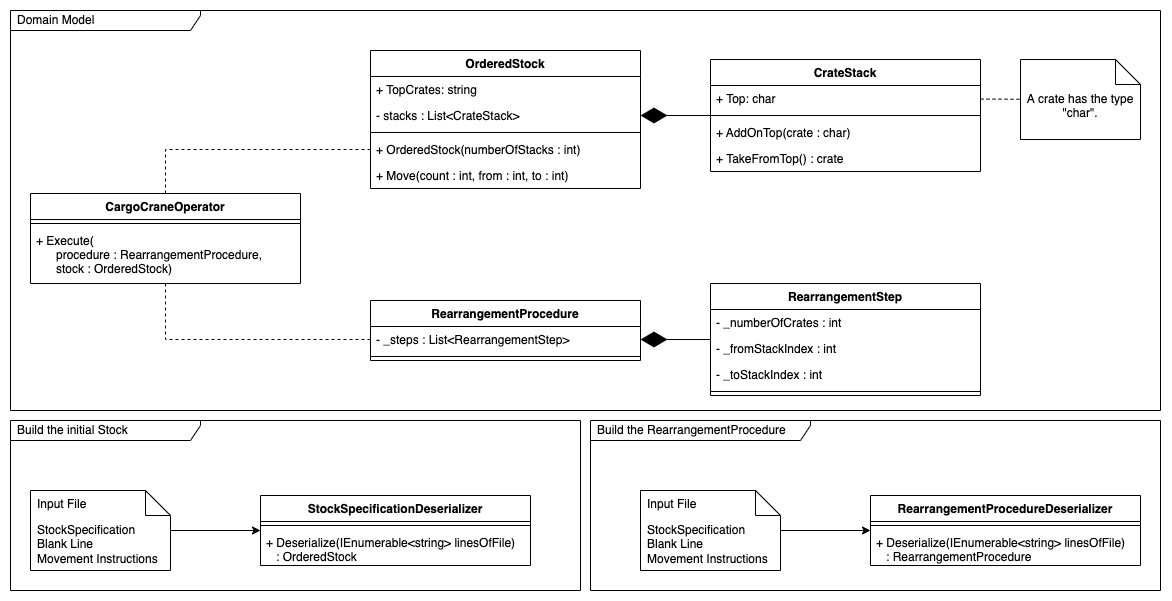 Domain Model
OrderedStock
+ TopCrates: string
- stacks : List<CrateStack>
+ OrderedStock(numberOfStacks : int)
+ Move(count : int, from : int, to : int)
CrateStack
+ Top: char
+ AddOnTop(crate : char)
+ TakeFromTop() : crate
A crate has the type
"char".
CargoCraneOperator
+ Execute(
procedure : RearrangementProcedure,
stock : OrderedStock)
RearrangementProcedure
- _steps : List<RearrangementStep>
RearrangementStep
- _numberOfCrates : int
- _fromStackIndex : int
- _toStackIndex : int
Build the initial Stock
Input File
StockSpecification
Blank Line
Movement Instructions
StockSpecificationDeserializer
+ Deserialize(IEnumerable<string> linesOfFile)
: OrderedStock
Build the RearrangementProcedure
Input File
StockSpecification
Blank Line
Movement Instructions
RearrangementProcedureDeserializer
+ Deserialize(IEnumerable<string> linesOfFile)
: RearrangementProcedure